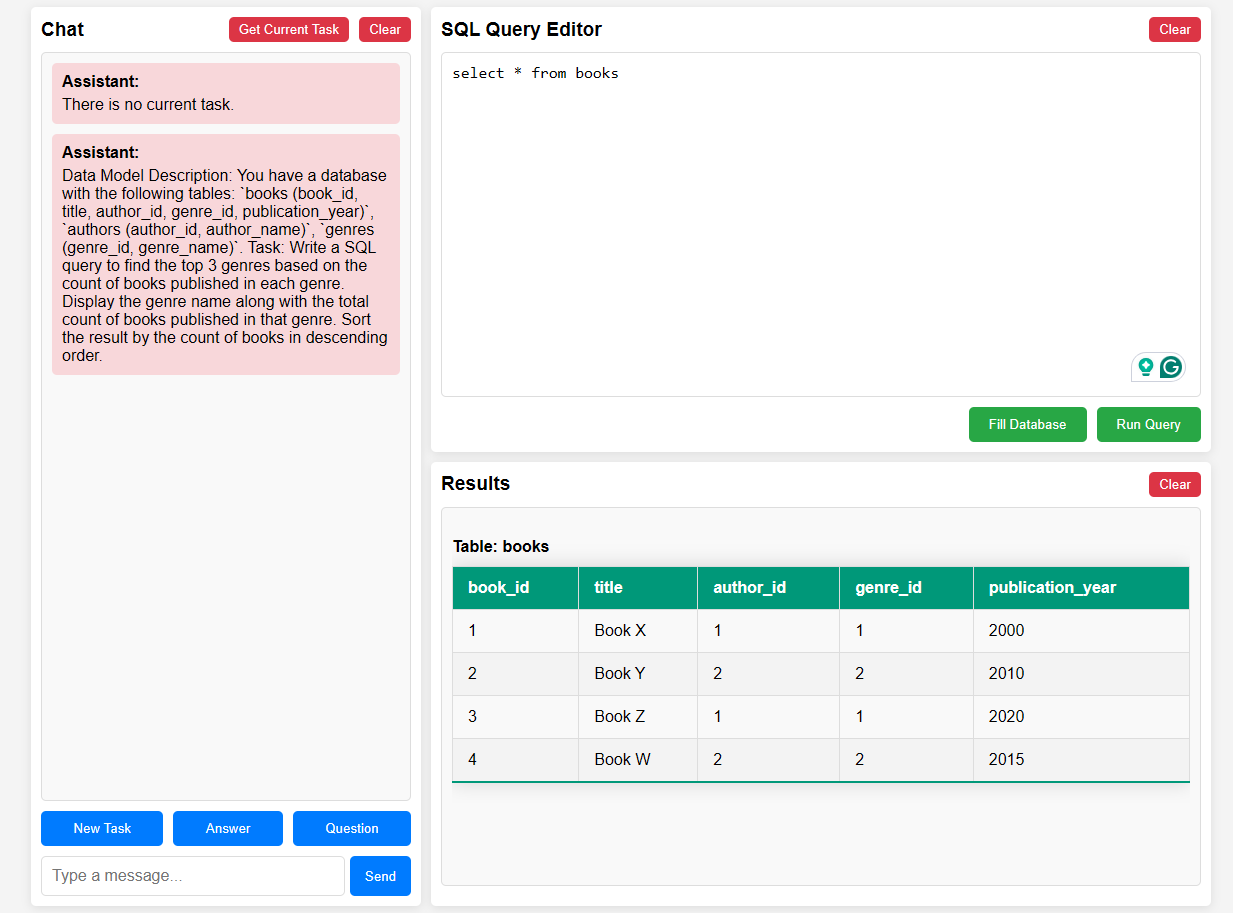 Chat
Get Current Task
Clear
Assistant:
There is no current task.
Assistant:
Data Model Description: You have a database
with the following tables: `books (book_id,
title, author_id, genre_id, publication_year)`,
`authors (author_id, author_name)`, `genres
(genre_id, genre_name)`. Task: Write a SQL
query to find the top 3 genres based on the
count of books published in each genre.
Display the genre name along with the total
count of books published in that genre. Sort
the result by the count of books in descending
order.
New Task
Answer
Question
Type a message...
Send
SQL Query Editor
Clear
select * from books
Fill Database
Run Query
Results
Clear
Table: books
book_id title author_id genre_id publication_year
1 Book X 1 1 2000
2 Book Y 2 2 2010
3 Book Z 1 1 2020
4 Book W 2 2 2015